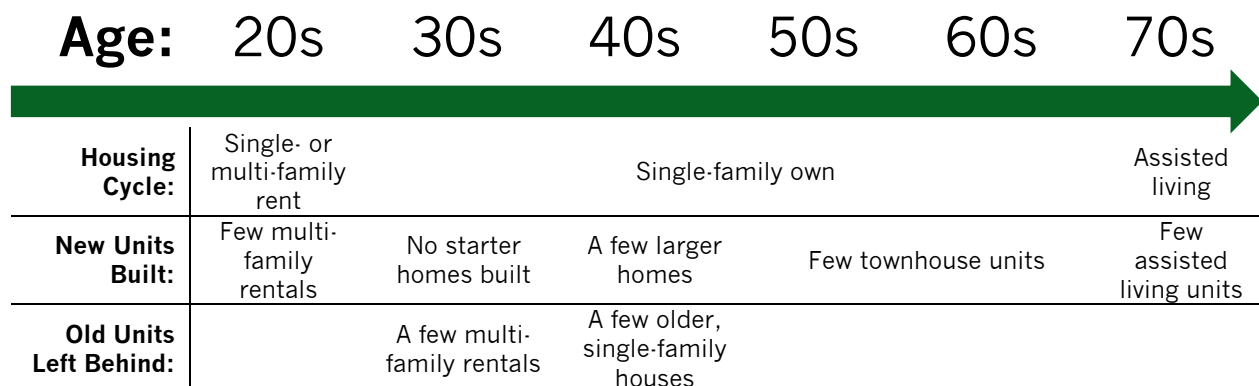 Age: 20s 30s 40s 50s 60s 70s
Housing Cycle:
Single- or multi-family rent
Single-family own
Assisted living
New Units Built:
Few multi-family rentals
No starter homes built
A few larger homes
Few townhouse units
Few assisted living units
Old Units Left Behind:
A few multi-family rentals
A few older, single-family houses